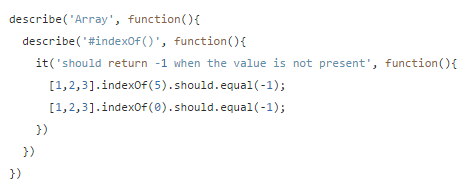 describe('Array', function(){
  describe('#indexOf()', function(){
    it('should return -1 when the value is not present', function(){
      [1,2,3].indexOf(5).should.equal(-1);
      [1,2,3].indexOf(0).should.equal(-1);
    })
  })
})